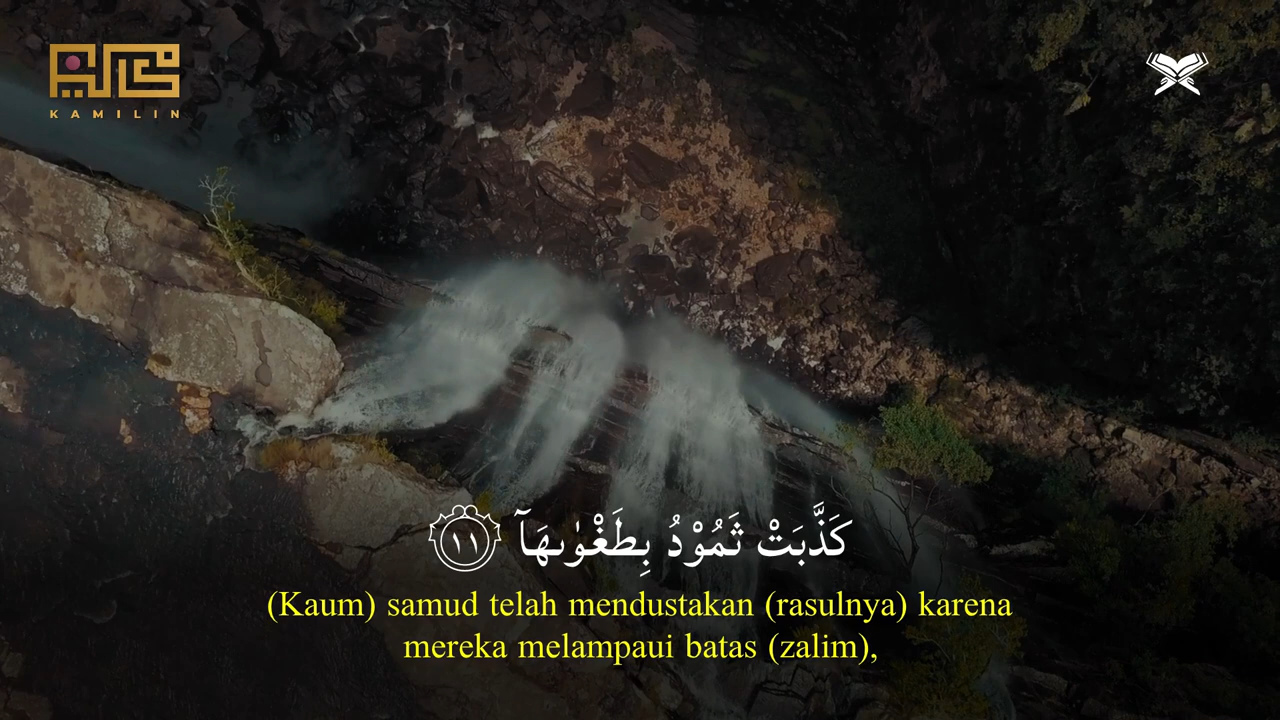 KAMILIN
كَذَّبَتْ ثَمُوْدُ بِطَغْوٰىهَآ ١١
(Kaum) samud telah mendustakan (rasulnya) karena
mereka melampaui batas (zalim),